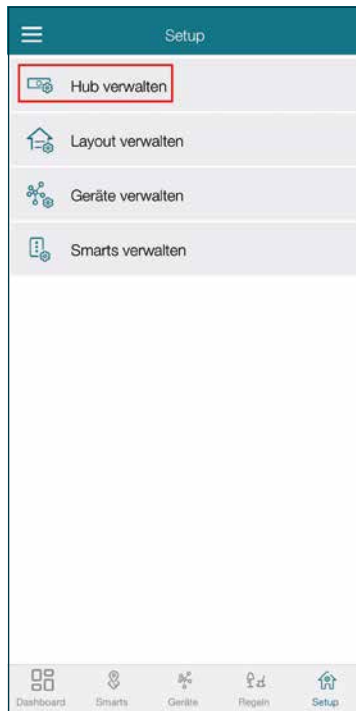 Setup
Hub verwalten
Layout verwalten
Geräte verwalten
Smarts verwalten
Dashboard Smarts Geräte Regeln Setup